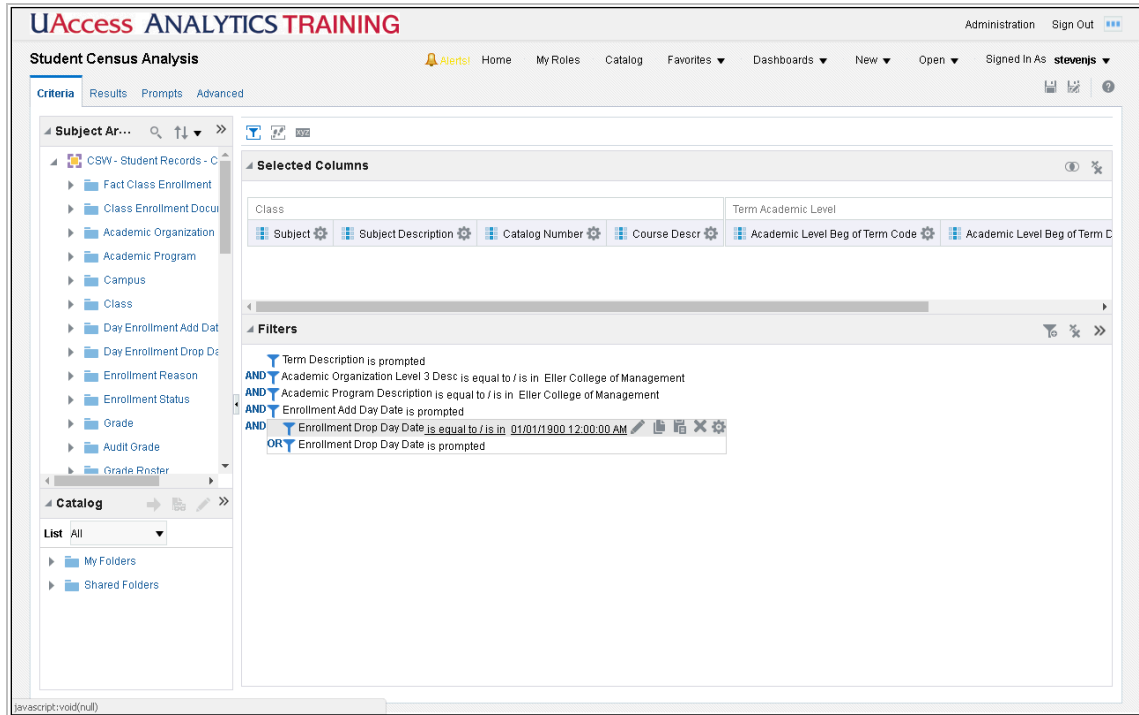 UAccess ANALYTICS TRAINING
Administration Sign Out
Student Census Analysis
Alerts! Home My Roles Catalog Favorites Dashboards New Open Signed In As stevenjs
Criteria Results Prompts Advanced
Subject Ar...
CSW - Student Records - C
Fact Class Enrollment
Class Enrollment Docu
Academic Organization
Academic Program
Campus
Class
Day Enrollment Add Dat
Day Enrollment Drop Da
Enrollment Reason
Enrollment Status
Grade
Audit Grade
Grade Roster
Catalog
List All
My Folders
Shared Folders
xyz
Selected Columns
Class Term Academic Level
Subject Subject Description Catalog Number Course Descr Academic Level Beg of Term Code Academic Level Beg of Term D
Filters
Term Description is prompted
AND Academic Organization Level 3 Desc is equal to / is in Eller College of Management
AND Academic Program Description is equal to / is in Eller College of Management
AND Enrollment Add Day Date is prompted
AND Enrollment Drop Day Date is equal to / is in 01/01/1900 12:00:00 AM
OR Enrollment Drop Day Date is prompted
javascript:void(null)